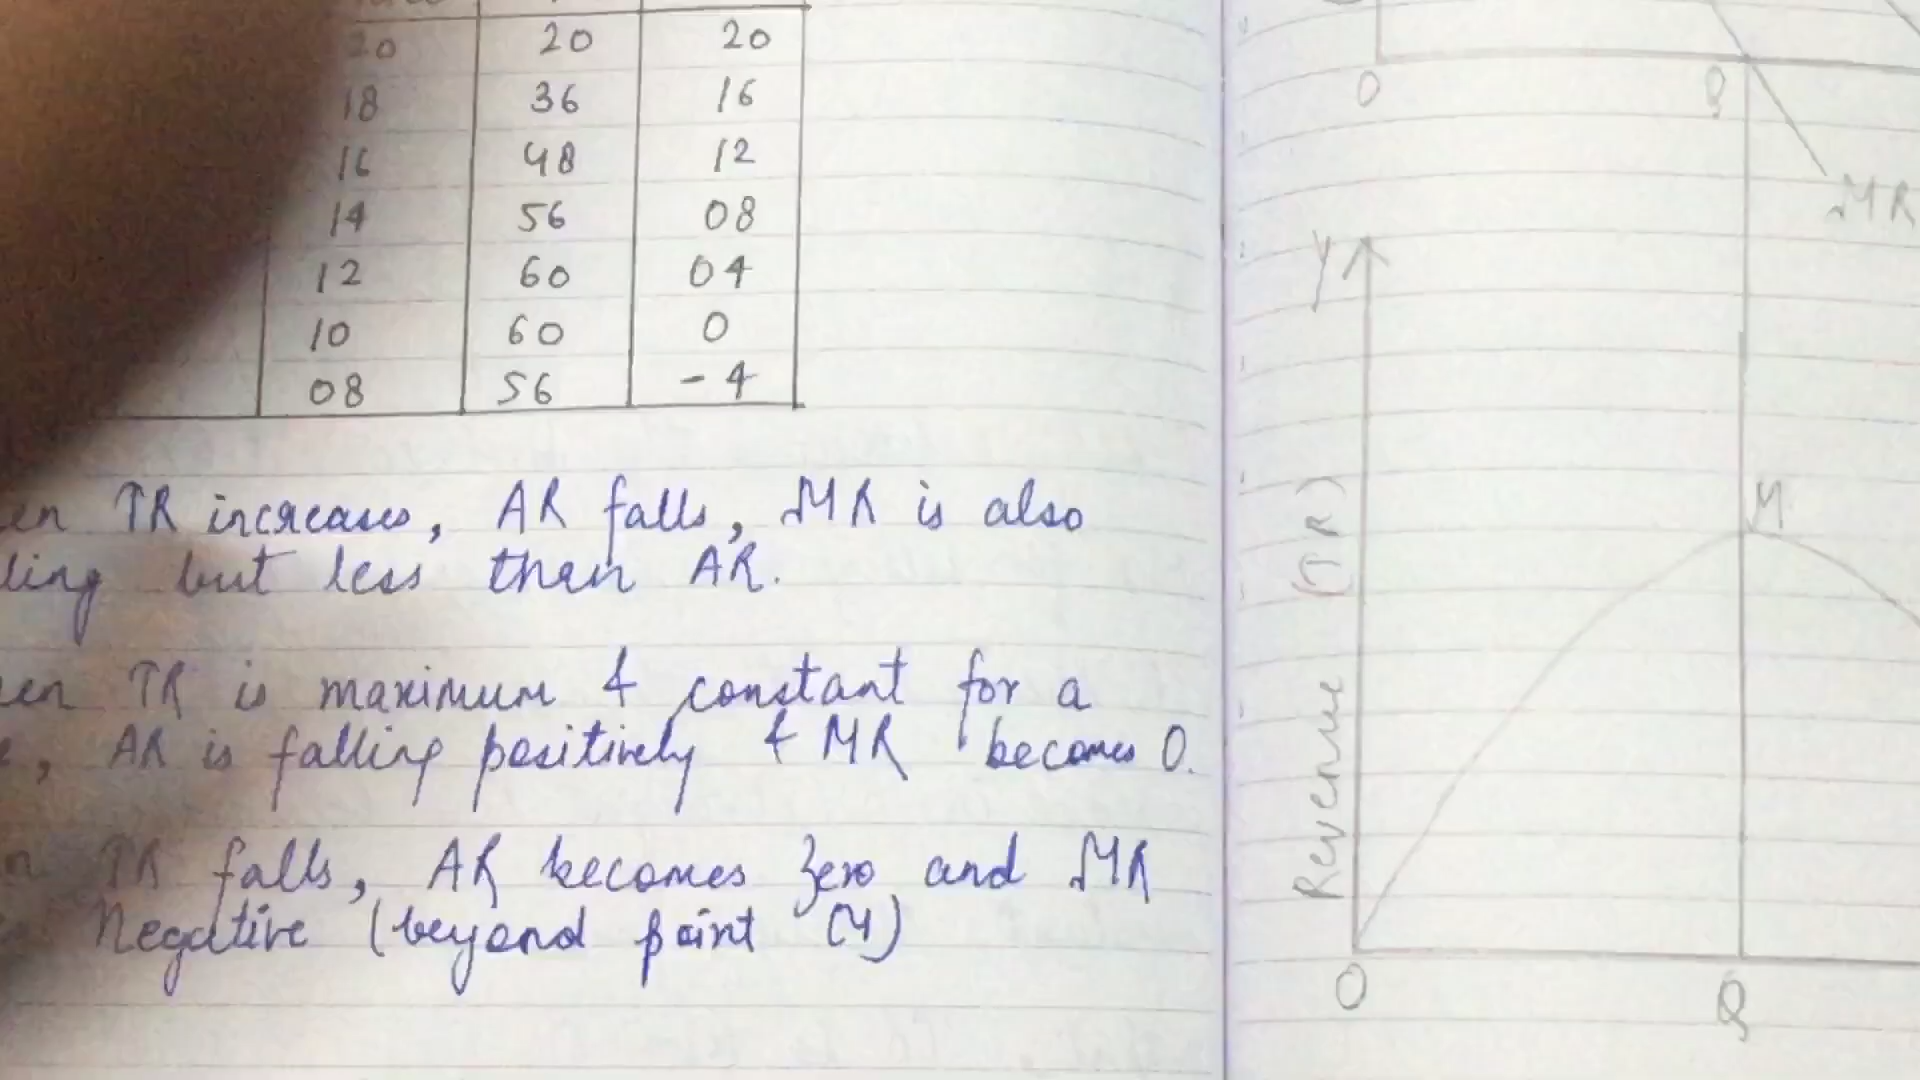 20 20 20
18 36 16
16 48 12
14 56 08
12 60 04
10 60 0
08 56 - 4
en TR increases, AR falls, MR is also
ling but less than AR.
en TR is maximum & constant for a
e, AR is falling positively & MR becomes 0.
n TR falls, AR becomes Zero and MR
Negative (beyond point (M)
O Q
MR
Y
M
Revenue (TR)
O Q